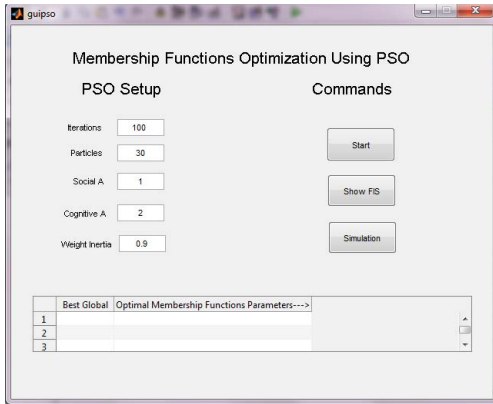 guipso
Membership Functions Optimization Using PSO
PSO Setup
Commands
Iterations 100
Particles 30
Social A 1
Cognitive A 2
Weight Inertia 0.9
Start
Show FIS
Simulation
Best Global Optimal Membership Functions Parameters--->
1
2
3